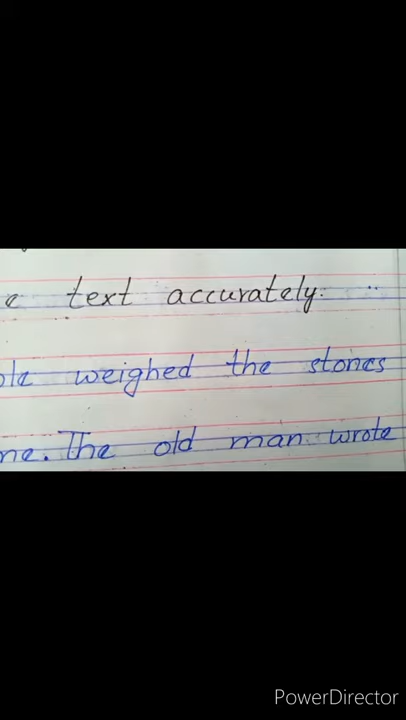 text accurately.
weighed the stones
The old man wrote
PowerDirector